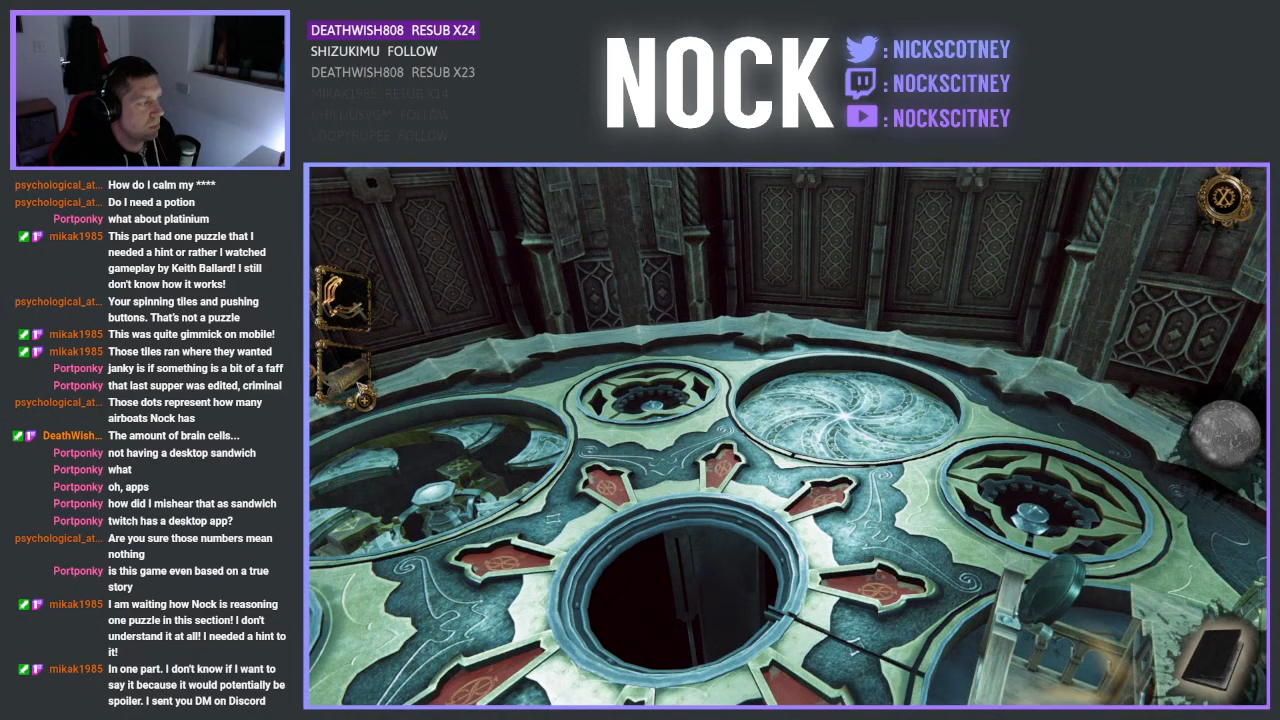 DEATHWISH808 RESUB X24
SHIZUKIMU FOLLOW
DEATHWISH808 RESUB X23
MIKAK1985 RESUB X14
LOOPYRUPEE FOLLOW
NOCK
: NICKSCOTNEY
: NOCKSCITNEY
: NOCKSCITNEY
psychological_at... How do I calm my ****
psychological_at... Do I need a potion
Portponky what about platinium
mikak1985 This part had one puzzle that I
needed a hint or rather I watched
gameplay by Keith Ballard! I still
don't know how it works!
psychological_at... Your spinning tiles and pushing
buttons. That's not a puzzle
mikak1985 This was quite gimmick on mobile!
mikak1985 Those tiles ran where they wanted
Portponky janky is if something is a bit of a faff
Portponky that last supper was edited, criminal
psychological_at... Those dots represent how many
airboats Nock has
DeathWish... The amount of brain cells...
Portponky not having a desktop sandwich
Portponky what
Portponky oh, apps
Portponky how did I mishear that as sandwich
Portponky twitch has a desktop app?
psychological_at... Are you sure those numbers mean
nothing
Portponky is this game even based on a true
story
mikak1985 I am waiting how Nock is reasoning
one puzzle in this section! I don't
understand it at all! I needed a hint to
it!
mikak1985 In one part. I don't know if I want to
say it because it would potentially be
spoiler. I sent you DM on Discord